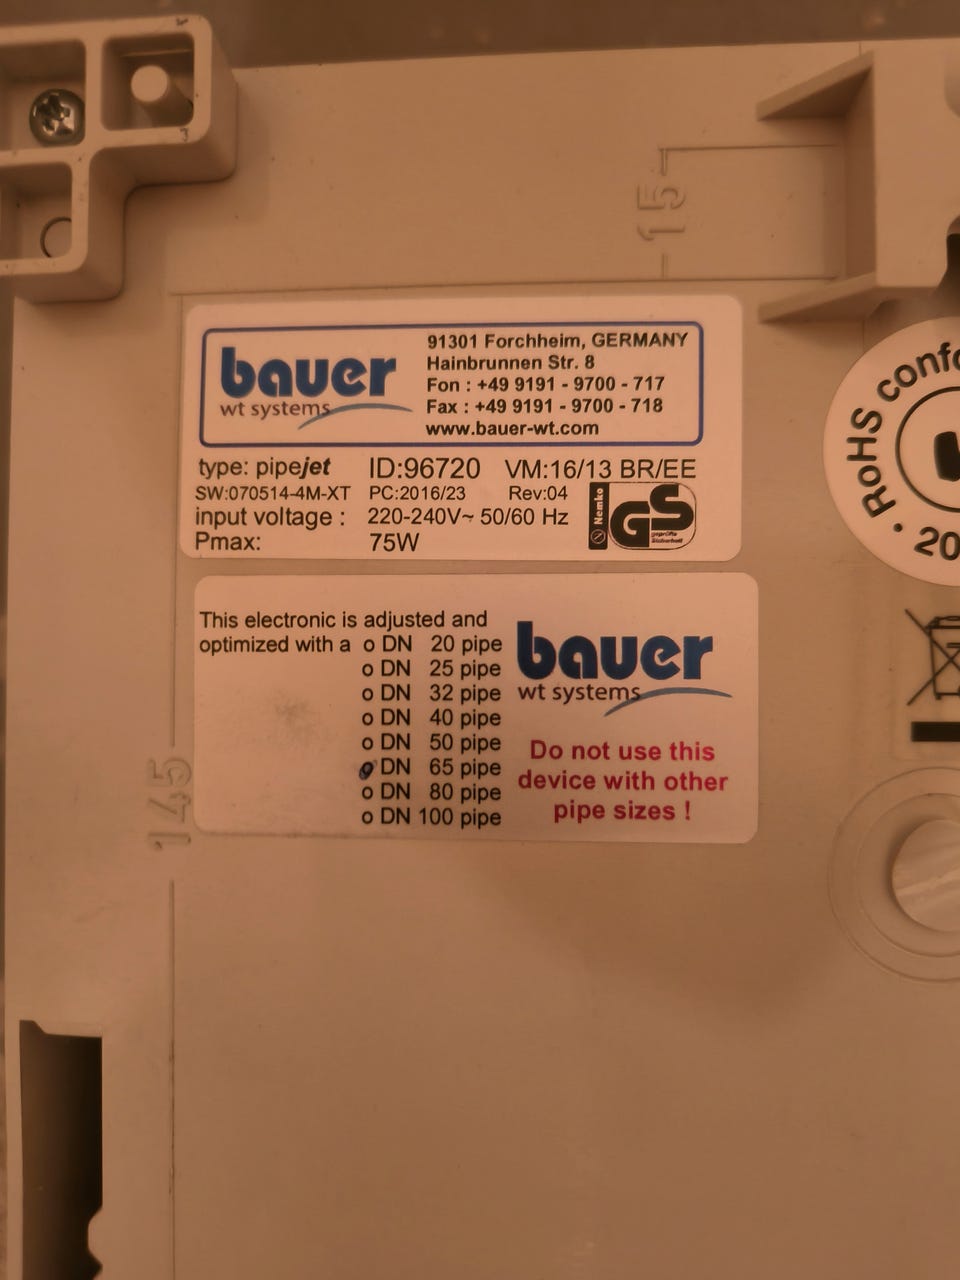 15
bauer
wt systems
91301 Forchheim, GERMANY
Hainbrunnen Str. 8
Fon : +49 9191 - 9700 - 717
Fax : +49 9191 - 9700 - 718
www.bauer-wt.com
type: pipejet ID:96720 VM:16/13 BR/EE
SW:070514-4M-XT PC:2016/23 Rev:04
input voltage : 220-240V~ 50/60 Hz
Pmax: 75W
Nemko
GS
geprüfte
Sicherheit
This electronic is adjusted and
optimized with a o DN 20 pipe
o DN 25 pipe
o DN 32 pipe
o DN 40 pipe
o DN 50 pipe
o DN 65 pipe
o DN 80 pipe
o DN 100 pipe
bauer
wt systems
Do not use this
device with other
pipe sizes !
RoHS
145